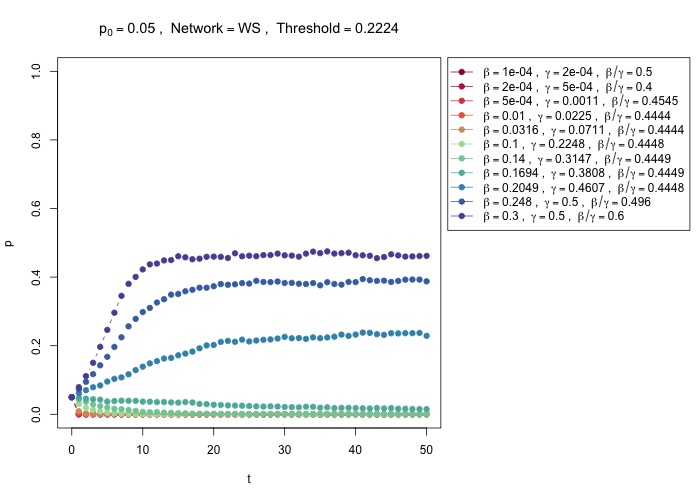 p0 = 0.05 , Network = WS , Threshold = 0.2224
1.0
0.8
0.6
0.4
0.2
0.0
p
0 10 20 30 40 50
t
β = 1e-04 , γ = 2e-04 , β/γ = 0.5
β = 2e-04 , γ = 5e-04 , β/γ = 0.4
β = 5e-04 , γ = 0.0011 , β/γ = 0.4545
β = 0.01 , γ = 0.0225 , β/γ = 0.4444
β = 0.0316 , γ = 0.0711 , β/γ = 0.4444
β = 0.1 , γ = 0.2248 , β/γ = 0.4448
β = 0.14 , γ = 0.3147 , β/γ = 0.4449
β = 0.1694 , γ = 0.3808 , β/γ = 0.4449
β = 0.2049 , γ = 0.4607 , β/γ = 0.4448
β = 0.248 , γ = 0.5 , β/γ = 0.496
β = 0.3 , γ = 0.5 , β/γ = 0.6